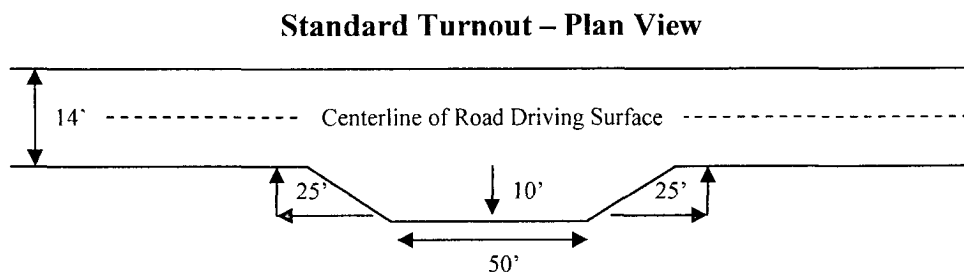 Standard Turnout – Plan View
14'
Centerline of Road Driving Surface
25'
10'
25'
50'